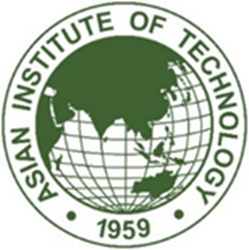 ASIAN INSTITUTE OF TECHNOLOGY
1959